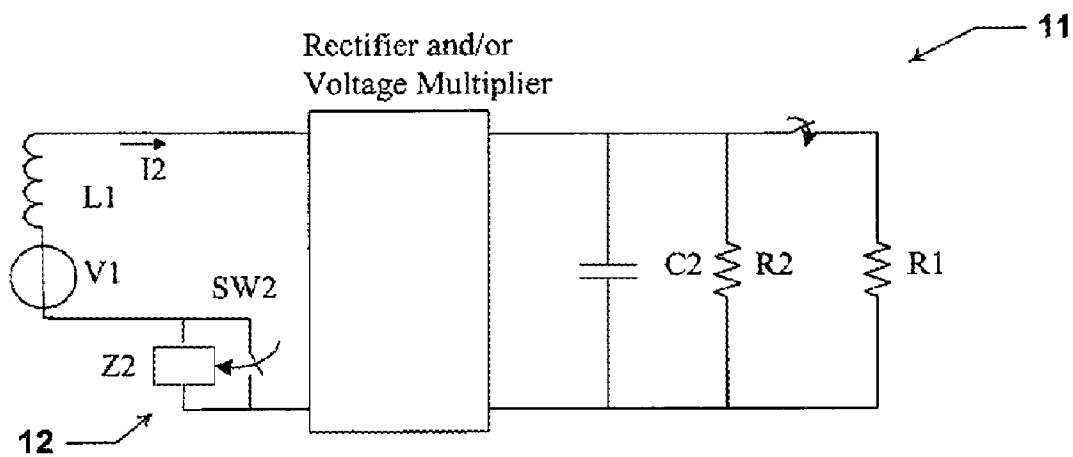 Rectifier and/or
Voltage Multiplier
11
I2
L1
V1
SW2
Z2
12
C2
R2
R1